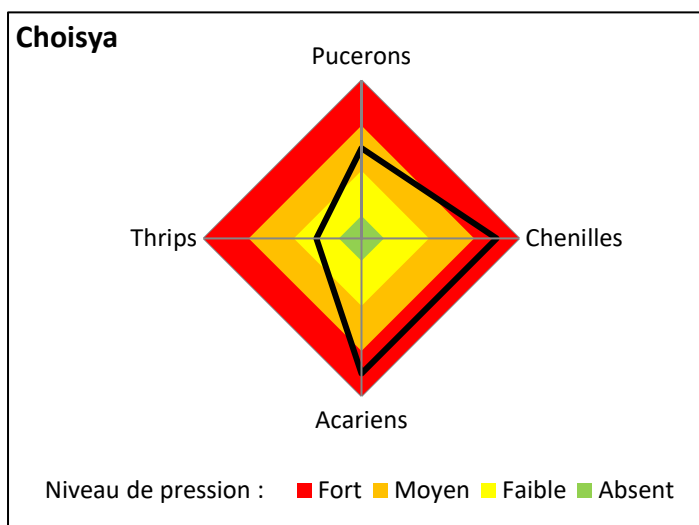 Choisya
Pucerons
Thrips
Chenilles
Acariens
Niveau de pression : Fort Moyen Faible Absent